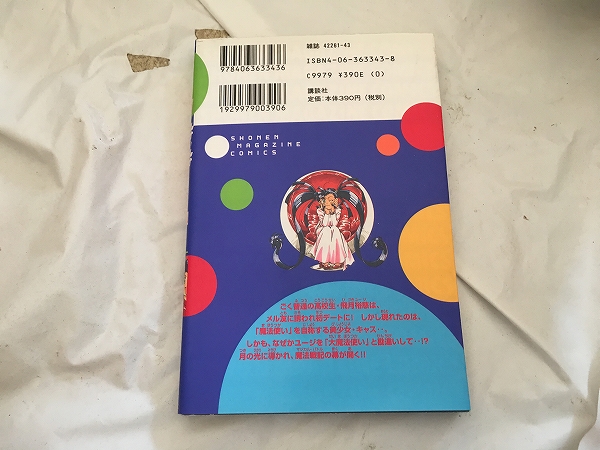 雑誌 42281-43
ISBN4-06-363343-8
C9979 ¥390E (0)
講談社
定価:本体390円(税別)
9784063633436
1929979003906
SHONEN
MAGAZINE
COMICS
ごく普通の高校生・飛月裕慈は、
メル友に誘われ初デートに! しかし現れたのは、
「魔法使い」を自称する美少女・キャス・・。
しかも、なぜかユージを「大魔法使い」と勘違いして・・!?
月の光に導かれ、魔法戦記の幕が開く!!